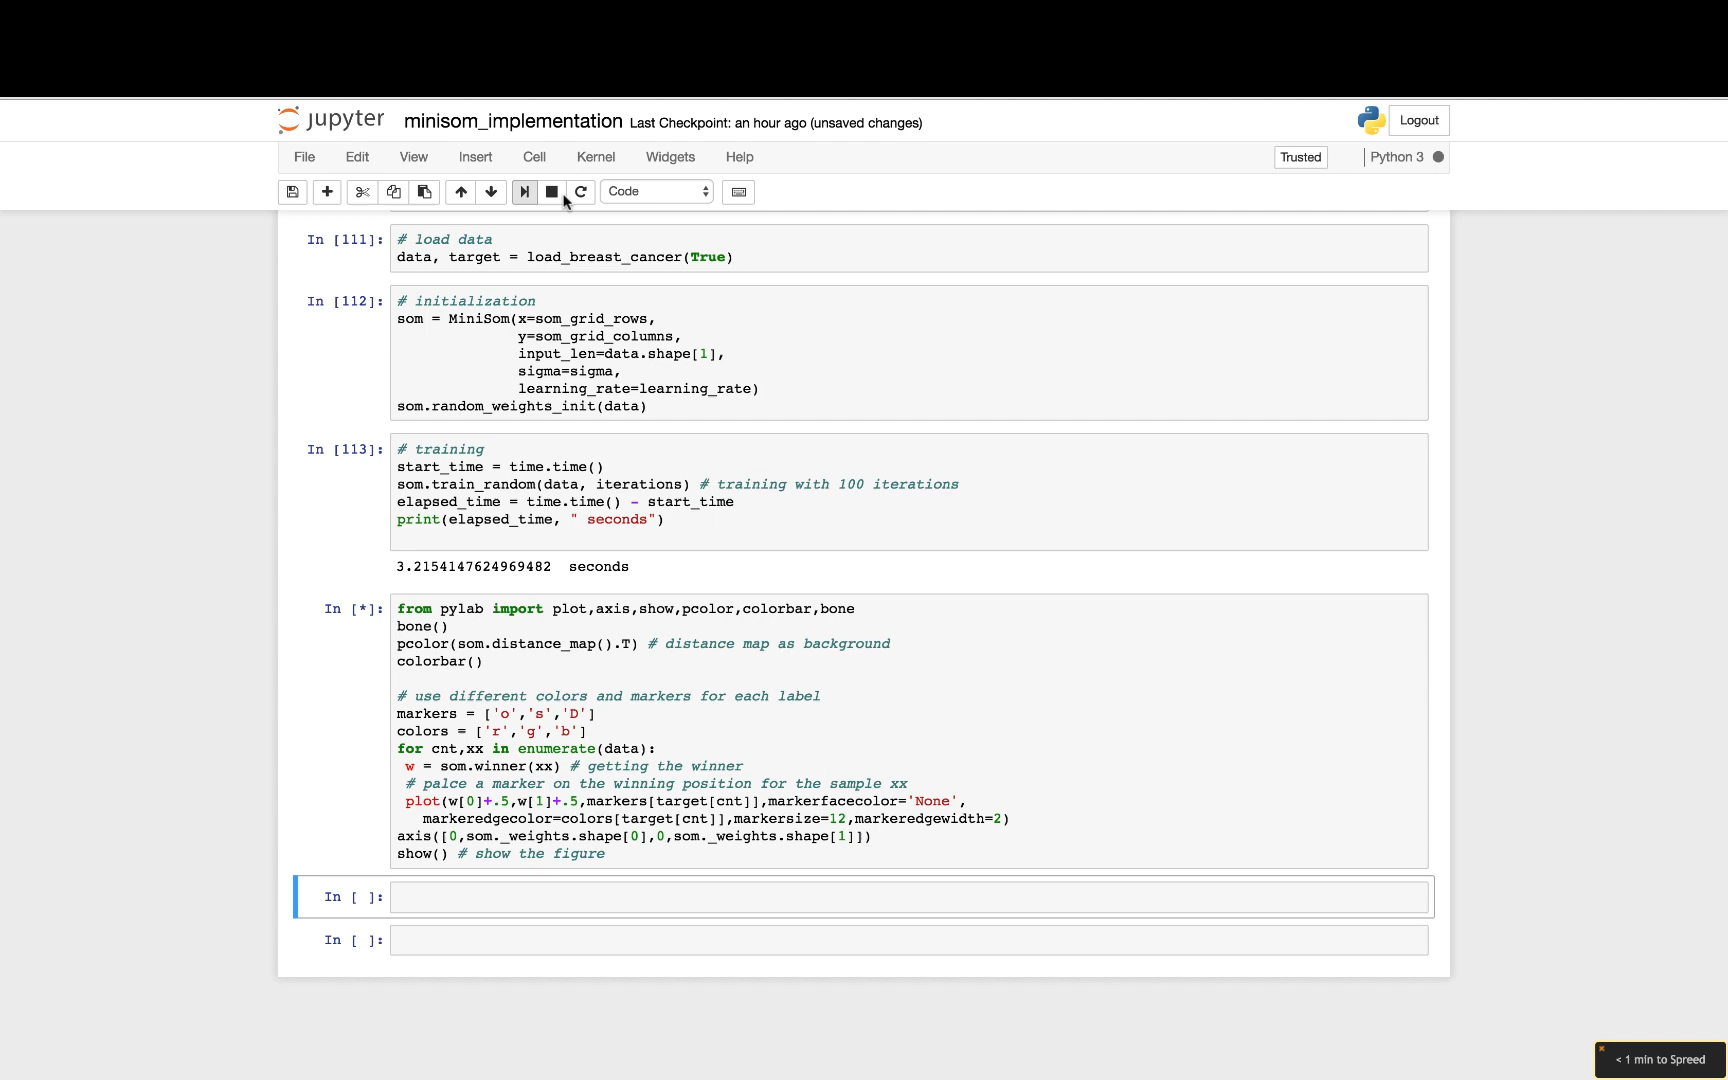 jupyter minisom_implementation Last Checkpoint: an hour ago (unsaved changes) Logout
File Edit View Insert Cell Kernel Widgets Help Trusted Python 3
Code
In [111]: # load data
data, target = load_breast_cancer(True)
In [112]: # initialization
som = MiniSom(x=som_grid_rows,
y=som_grid_columns,
input_len=data.shape[1],
sigma=sigma,
learning_rate=learning_rate)
som.random_weights_init(data)
In [113]: # training
start_time = time.time()
som.train_random(data, iterations) # training with 100 iterations
elapsed_time = time.time() - start_time
print(elapsed_time, " seconds")
3.2154147624969482  seconds
In [*]: from pylab import plot,axis,show,pcolor,colorbar,bone
bone()
pcolor(som.distance_map().T) # distance map as background
colorbar()
# use different colors and markers for each label
markers = ['o','s','D']
colors = ['r','g','b']
for cnt,xx in enumerate(data):
w = som.winner(xx) # getting the winner
# palce a marker on the winning position for the sample xx
plot(w[0]+.5,w[1]+.5,markers[target[cnt]],markerfacecolor='None',
markeredgecolor=colors[target[cnt]],markersize=12,markeredgewidth=2)
axis([0,som._weights.shape[0],0,som._weights.shape[1]])
show() # show the figure
In [ ]:
In [ ]:
< 1 min to Spreed